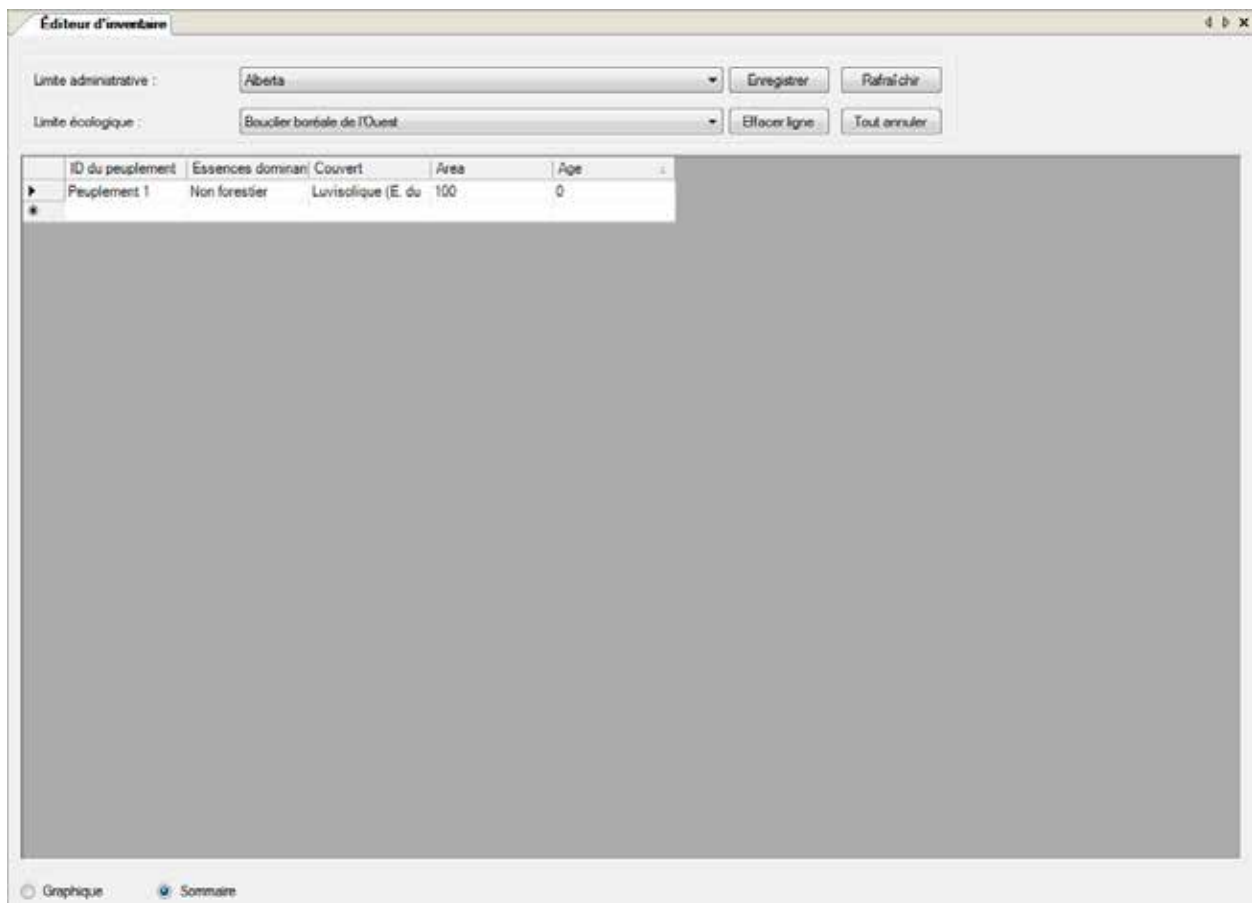 Éditeur d'inventaire
Limite administrative : Alberta Enregistrer Rafraîchir
Limite écologique : Bouclier boréale de l'Ouest Effacer ligne Tout annuler
ID du peuplement Essences dominan Couvert Area Age
Peuplement 1 Non forestier Luvisolique (E. du 100 0
Graphique Sommaire